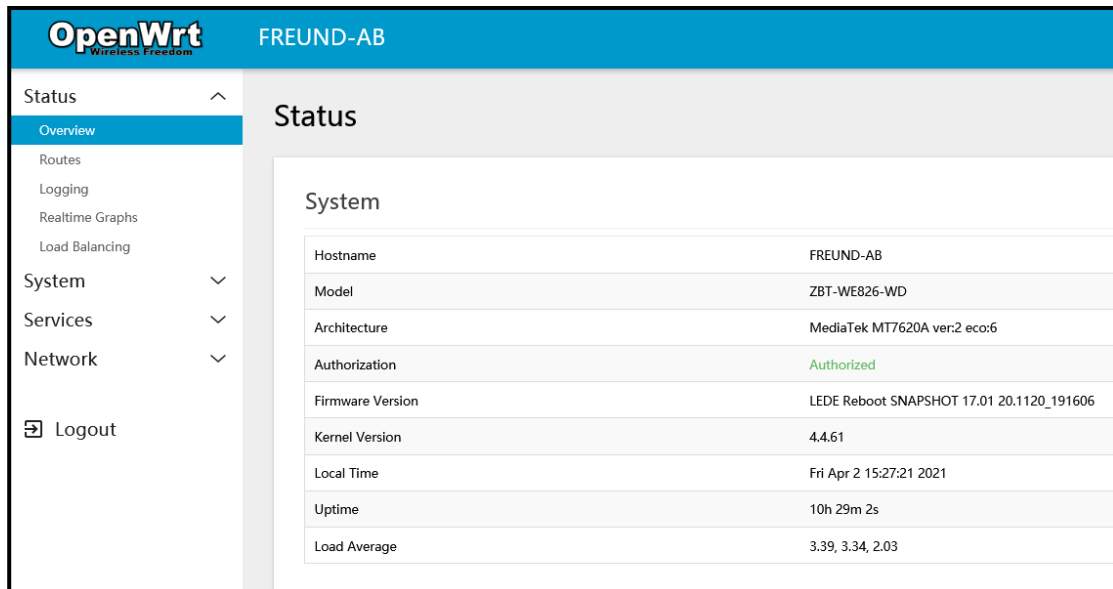 OpenWrt
Wireless Freedom
FREUND-AB
Status
Overview
Routes
Logging
Realtime Graphs
Load Balancing
System
Services
Network
Logout
Status
System
Hostname FREUND-AB
Model ZBT-WE826-WD
Architecture MediaTek MT7620A ver:2 eco:6
Authorization Authorized
Firmware Version LEDE Reboot SNAPSHOT 17.01 20.1120_191606
Kernel Version 4.4.61
Local Time Fri Apr 2 15:27:21 2021
Uptime 10h 29m 2s
Load Average 3.39, 3.34, 2.03